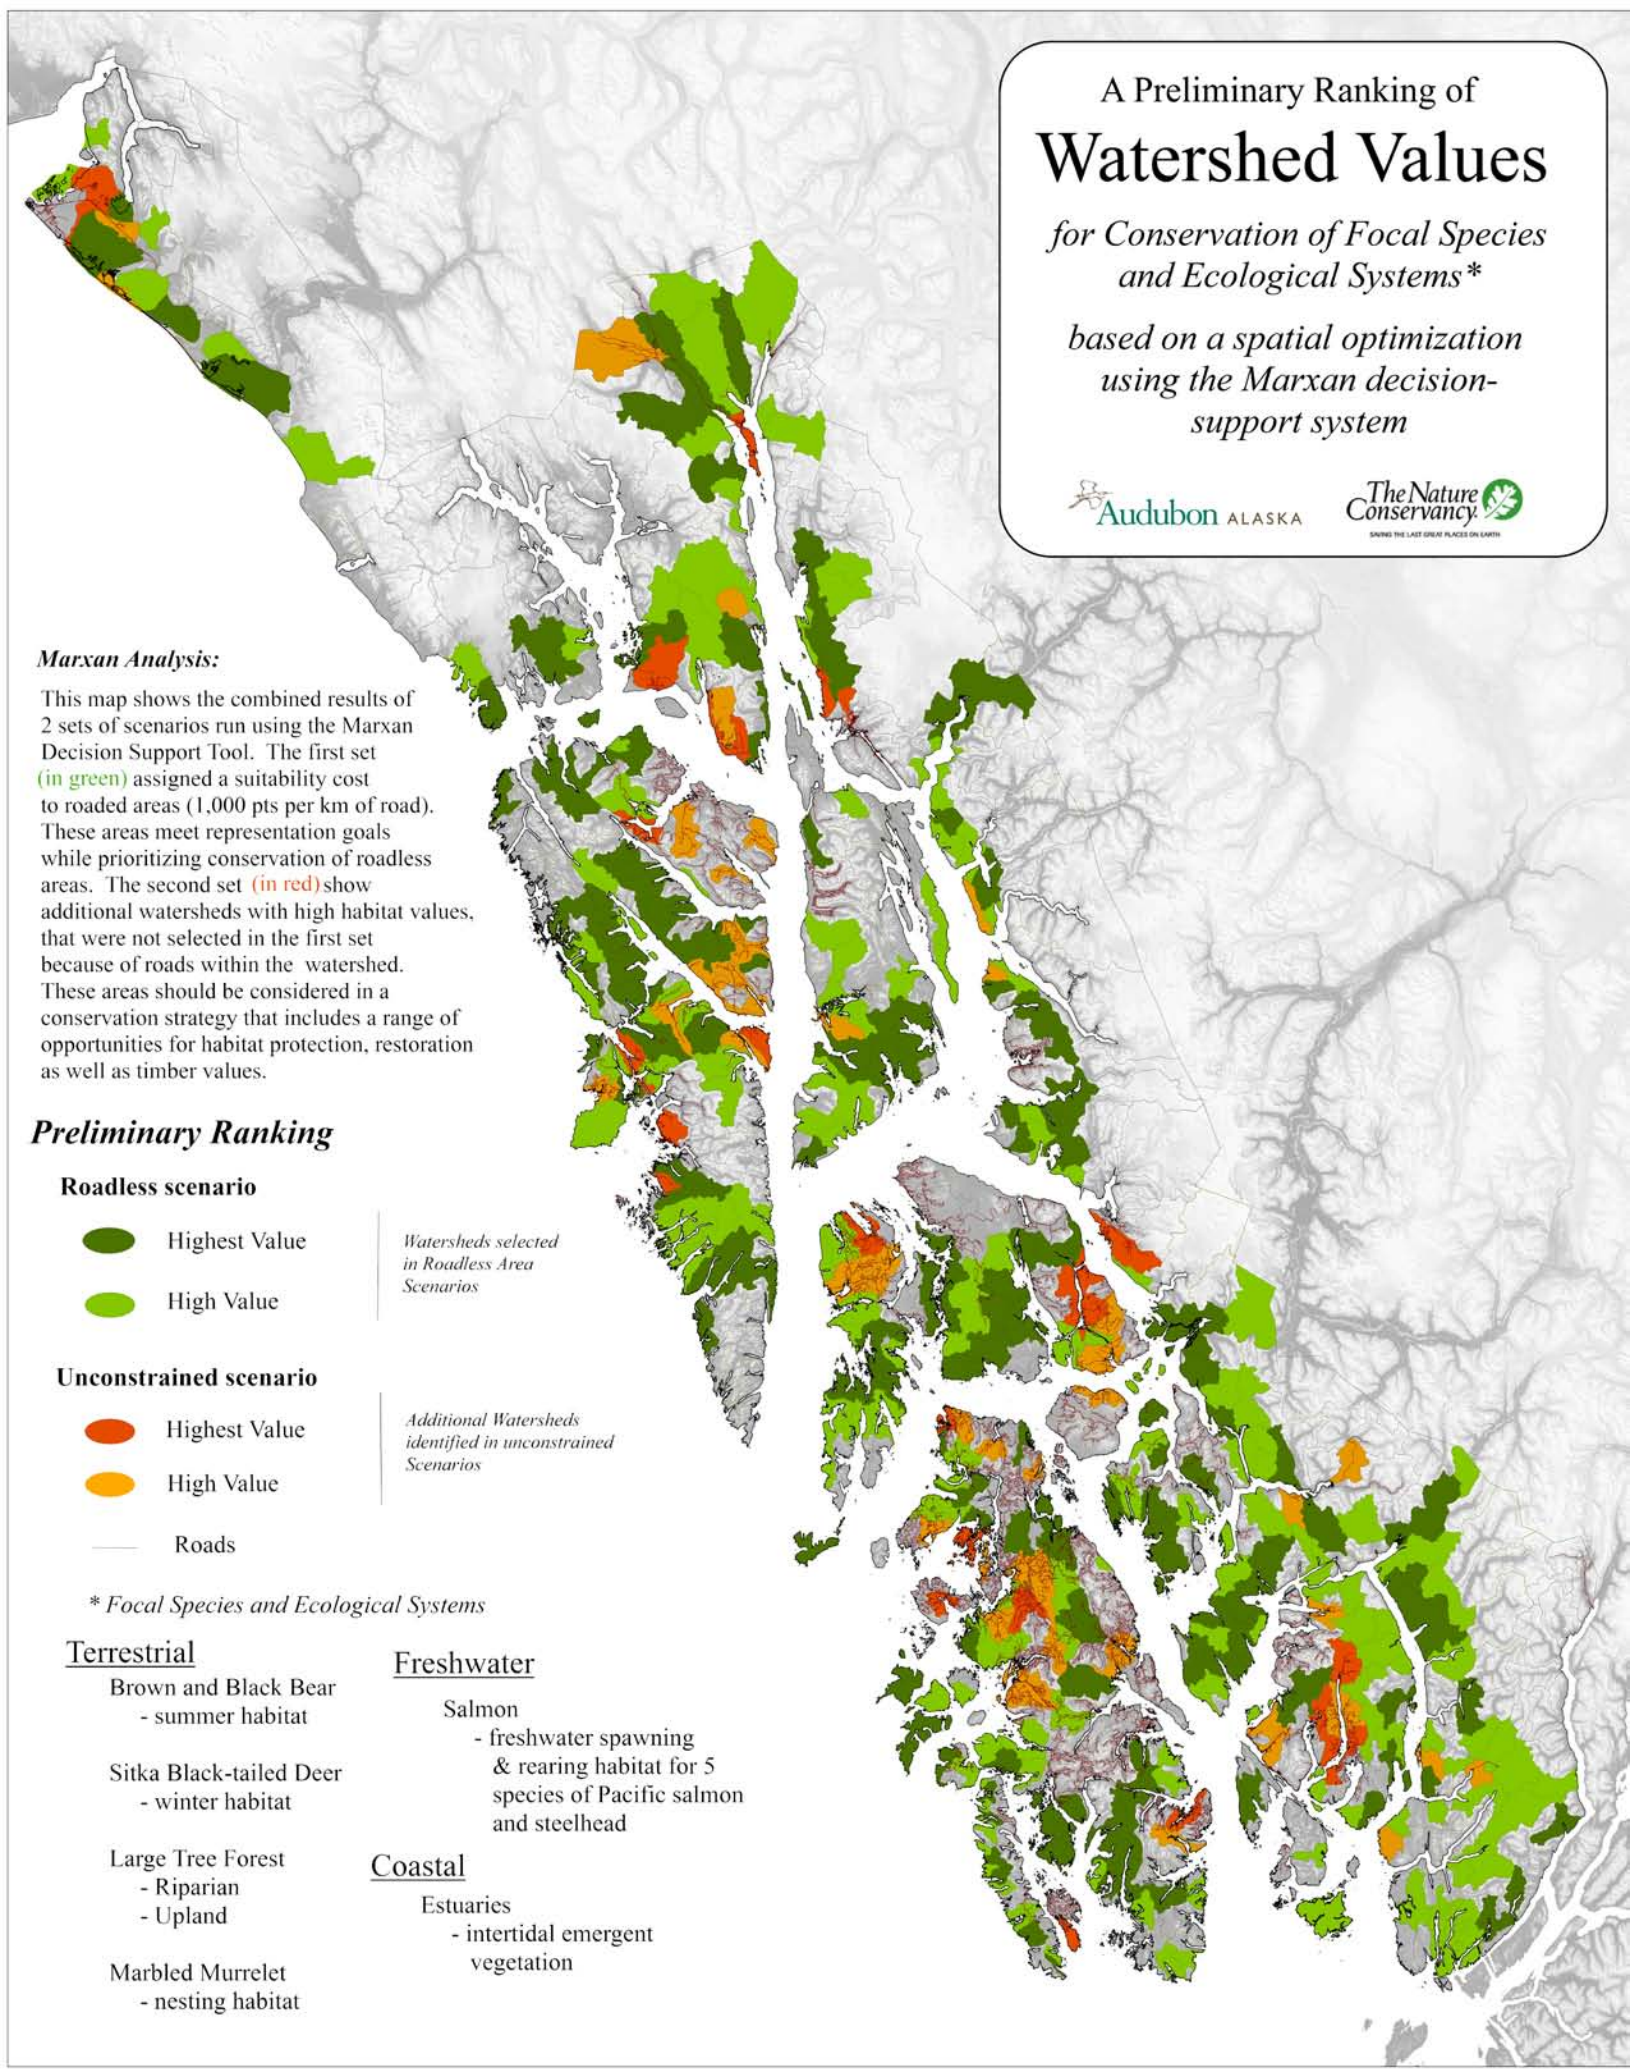 A Preliminary Ranking of
Watershed Values
for Conservation of Focal Species
and Ecological Systems*
based on a spatial optimization
using the Marxan decision-
support system
Audubon ALASKA
The Nature
Conservancy
SAVING THE LAST GREAT PLACES ON EARTH
Marxan Analysis:
This map shows the combined results of
2 sets of scenarios run using the Marxan
Decision Support Tool. The first set
(in green) assigned a suitability cost
to roaded areas (1,000 pts per km of road).
These areas meet representation goals
while prioritizing conservation of roadless
areas. The second set (in red) show
additional watersheds with high habitat values,
that were not selected in the first set
because of roads within the watershed.
These areas should be considered in a
conservation strategy that includes a range of
opportunities for habitat protection, restoration
as well as timber values.
Preliminary Ranking
Roadless scenario
Highest Value
High Value
Watersheds selected
in Roadless Area
Scenarios
Unconstrained scenario
Highest Value
High Value
Additional Watersheds
identified in unconstrained
Scenarios
Roads
* Focal Species and Ecological Systems
Terrestrial
Brown and Black Bear
- summer habitat
Sitka Black-tailed Deer
- winter habitat
Large Tree Forest
- Riparian
- Upland
Marbled Murrelet
- nesting habitat
Freshwater
Salmon
- freshwater spawning
& rearing habitat for 5
species of Pacific salmon
and steelhead
Coastal
Estuaries
- intertidal emergent
vegetation